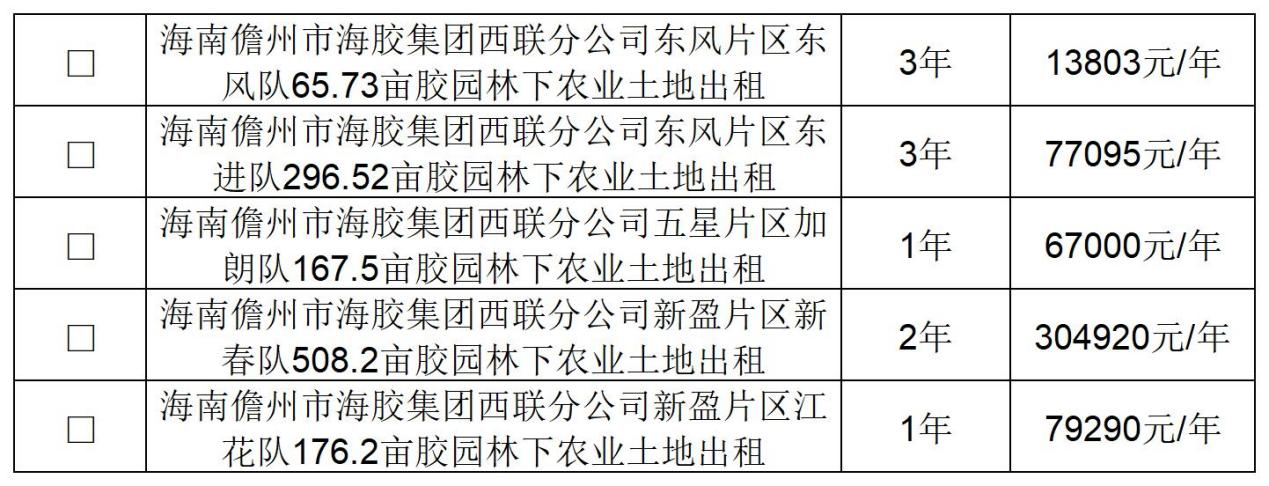 □
海南儋州市海胶集团西联分公司东风片区东
风队65.73亩胶园林下农业土地出租
3年
13803元/年
□
海南儋州市海胶集团西联分公司东风片区东
进队296.52亩胶园林下农业土地出租
3年
77095元/年
□
海南儋州市海胶集团西联分公司五星片区加
朗队167.5亩胶园林下农业土地出租
1年
67000元/年
□
海南儋州市海胶集团西联分公司新盈片区新
春队508.2亩胶园林下农业土地出租
2年
304920元/年
□
海南儋州市海胶集团西联分公司新盈片区江
花队176.2亩胶园林下农业土地出租
1年
79290元/年